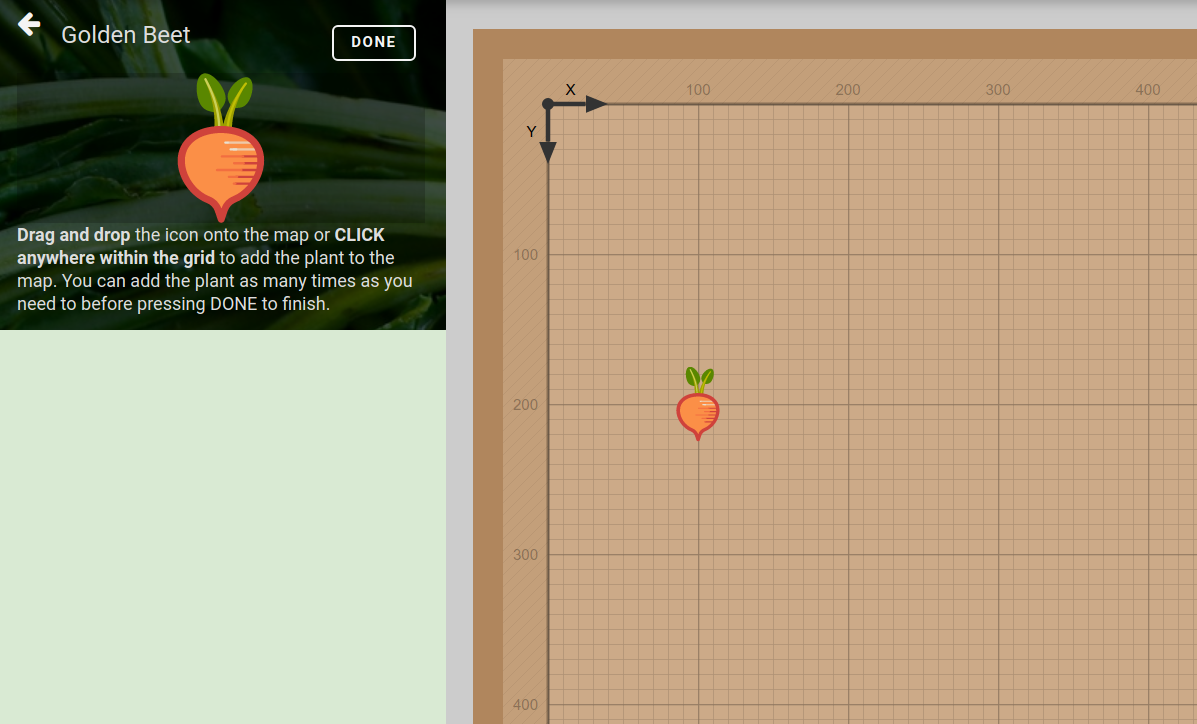 Golden Beet
DONE
Drag and drop the icon onto the map or CLICK
anywhere within the grid to add the plant to the
map. You can add the plant as many times as you
need to before pressing DONE to finish.
X
100
200
300
400
Y
100
200
300
400